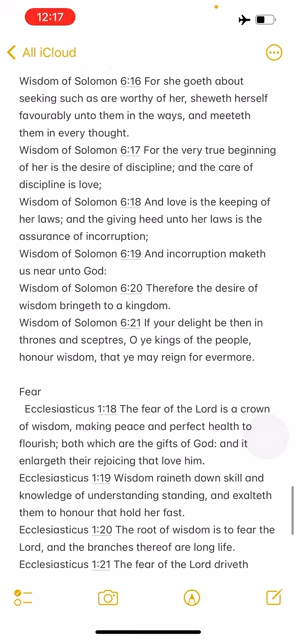 12:17
All iCloud
Wisdom of Solomon 6:16 For she goeth about
seeking such as are worthy of her, sheweth herself
favourably unto them in the ways, and meeteth
them in every thought.
Wisdom of Solomon 6:17 For the very true beginning
of her is the desire of discipline; and the care of
discipline is love;
Wisdom of Solomon 6:18 And love is the keeping of
her laws; and the giving heed unto her laws is the
assurance of incorruption;
Wisdom of Solomon 6:19 And incorruption maketh
us near unto God:
Wisdom of Solomon 6:20 Therefore the desire of
wisdom bringeth to a kingdom.
Wisdom of Solomon 6:21 If your delight be then in
thrones and sceptres, O ye kings of the people,
honour wisdom, that ye may reign for evermore.
Fear
Ecclesiasticus 1:18 The fear of the Lord is a crown
of wisdom, making peace and perfect health to
flourish; both which are the gifts of God: and it
enlargeth their rejoicing that love him.
Ecclesiasticus 1:19 Wisdom raineth down skill and
knowledge of understanding standing, and exalteth
them to honour that hold her fast.
Ecclesiasticus 1:20 The root of wisdom is to fear the
Lord, and the branches thereof are long life.
Ecclesiasticus 1:21 The fear of the Lord driveth